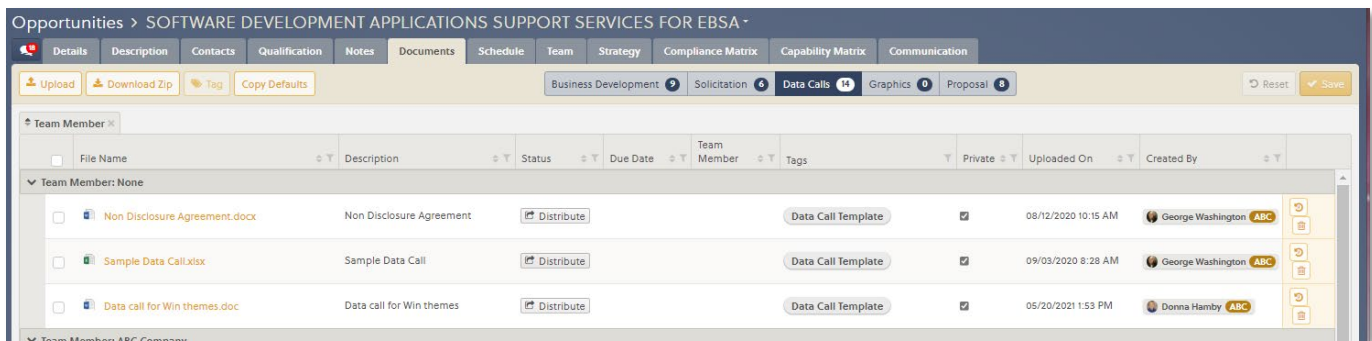 Opportunities > SOFTWARE DEVELOPMENT APPLICATIONS SUPPORT SERVICES FOR EBSA
18 Details Description Contacts Qualification Notes Documents Schedule Team Strategy Compliance Matrix Capability Matrix Communication
Upload Download Zip Tag Copy Defaults Business Development 9 Solicitation 6 Data Calls 14 Graphics 0 Proposal 8 Reset Save
Team Member
File Name Description Status Due Date Team Member Tags Private Uploaded On Created By
Team Member: None
Non Disclosure Agreement.docx Non Disclosure Agreement Distribute Data Call Template 08/12/2020 10:15 AM George Washington ABC
Sample Data Call.xlsx Sample Data Call Distribute Data Call Template 09/03/2020 8:28 AM George Washington ABC
Data call for Win themes.doc Data call for Win themes Distribute Data Call Template 05/20/2021 1:53 PM Donna Hamby ABC
Team Member: ABC Company